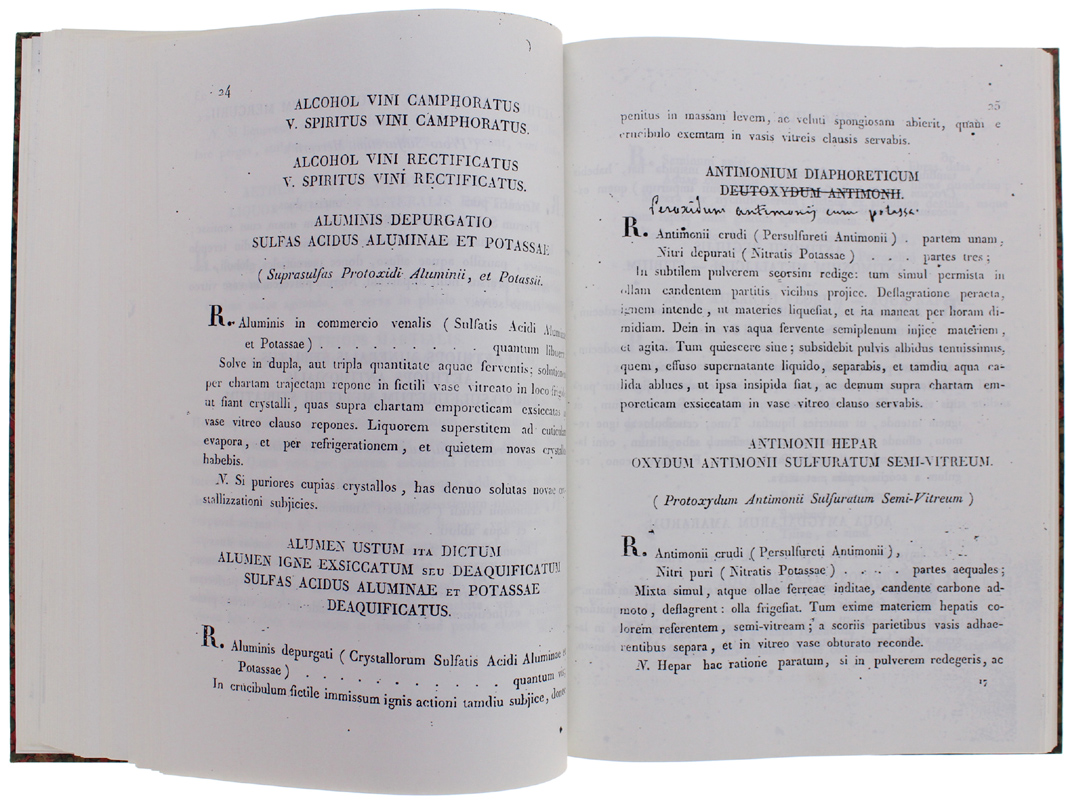 24
ALCOHOL VINI CAMPHORATUS
V. SPIRITUS VINI CAMPHORATUS.
ALCOHOL VINI RECTIFICATUS
V. SPIRITUS VINI RECTIFICATUS.
ALUMINIS DEPURGATIO
SULFAS ACIDUS ALUMINAE ET POTASSAE
( Suprasulfas Protoxidi Aluminii, et Potassii.
R. Aluminis in commercio venalis ( Sulfatis Acidi Aluminae
et Potassae ) . . . . . . . . . quantum libuerit
Solve in dupla, aut tripla quantitate aquae ferventis; solutionem
per chartam trajectam repone in fictili vase vitreato in loco frigido
ut fiant crystalli, quas supra chartam emporeticam exsiccatas
vase vitreo clauso repones. Liquorem superstitem ad cuticulam
evapora, et per refrigerationem, et quietem novas crystallos
habebis.
N. Si puriores cupias crystallos, has denuo solutas novae cry-
stallizzationi subjicies.
ALUMEN USTUM ITA DICTUM
ALUMEN IGNE EXSICCATUM SEU DEAQUIFICATUM
SULFAS ACIDUS ALUMINAE ET POTASSAE
DEAQUIFICATUS.
R. Aluminis depurgati ( Crystallorum Sulfatis Acidi Aluminae et
Potassae ) . . . . . . . . . quantum vis,
In crucibulum fictile immissum ignis actioni tamdiu subjice, donec
25
penitus in massam levem, ac veluti spongiosam abierit, quam e
crucibulo exemtam in vasis vitreis clausis servabis.
ANTIMONIUM DIAPHORETICUM
DEUTOXYDUM ANTIMONII.
Peroxidum antimonij cum potassa
R. Antimonii crudi ( Persulfureti Antimonii ) . partem unam,
Nitri depurati ( Nitratis Potassae ) . . . partes tres;
In subtilem pulverem scorsim redige: tum simul permista in
ollam candentem partitis vicibus projice. Deflagratione peracta,
ignem intende, ut materies liquefiat, et ita maneat per horam di-
midiam. Dein in vas aqua fervente semiplenum injice materiem,
et agita. Tum quiescere sine; subsidebit pulvis albidus tenuissimus,
quem, effuso supernatante liquido, separabis, et tamdiu aqua ca-
lida ablues, ut ipsa insipida fiat, ac demum supra chartam em-
poreticam exsiccatam in vase vitreo clauso servabis.
ANTIMONII HEPAR
OXYDUM ANTIMONII SULFURATUM SEMI-VITREUM.
( Protoxydum Antimonii Sulfuratum Semi-Vitreum )
R. Antimonii crudi ( Persulfureti Antimonii ),
Nitri puri ( Nitratis Potassae ) . . . . partes aequales;
Mixta simul, atque ollae ferreae inditae, candente carbone ad-
moto, deflagrent: olla frigefiat. Tum exime materiem hepatis co-
lorem referentem, semi-vitream; a scoriis parietibus vasis adhae-
rentibus separa, et in vitreo vase obturato reconde.
N. Hepar hac ratione paratum, si in pulverem redegeris, ac
17